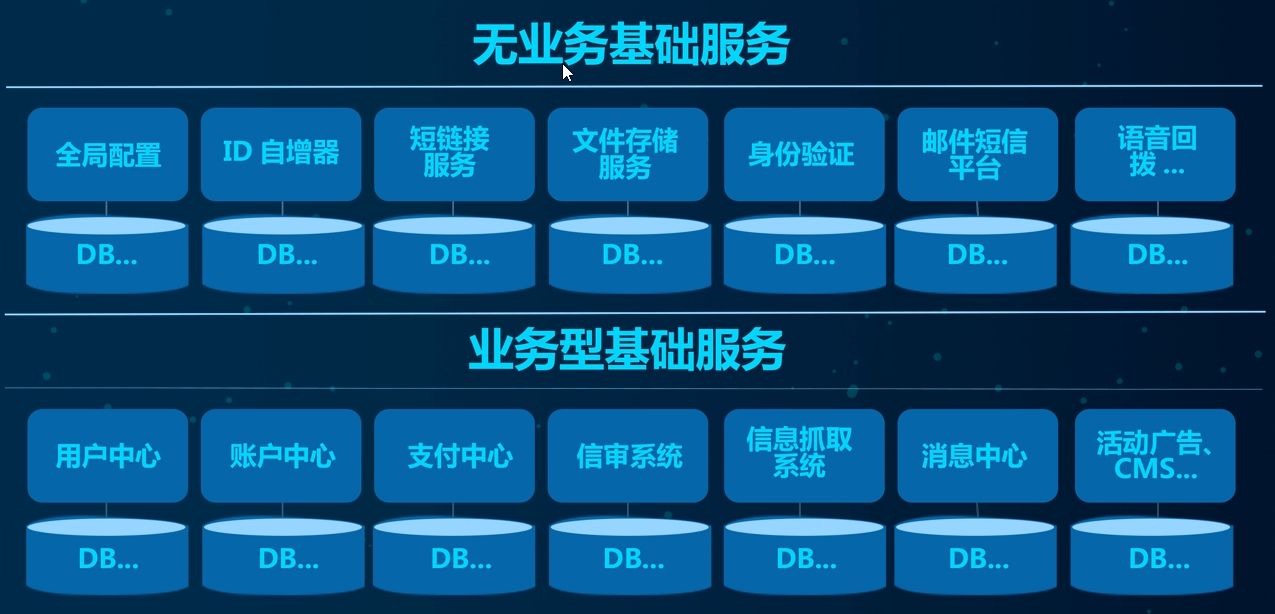 无业务基础服务
全局配置
ID 自增器
短链接
服务
文件存储
服务
身份验证
邮件短信
平台
语音回
拨 ...
DB...
DB...
DB...
DB...
DB...
DB...
DB...
业务型基础服务
用户中心
账户中心
支付中心
信审系统
信息抓取
系统
消息中心
活动广告、
CMS...
DB...
DB...
DB...
DB...
DB...
DB...
DB...